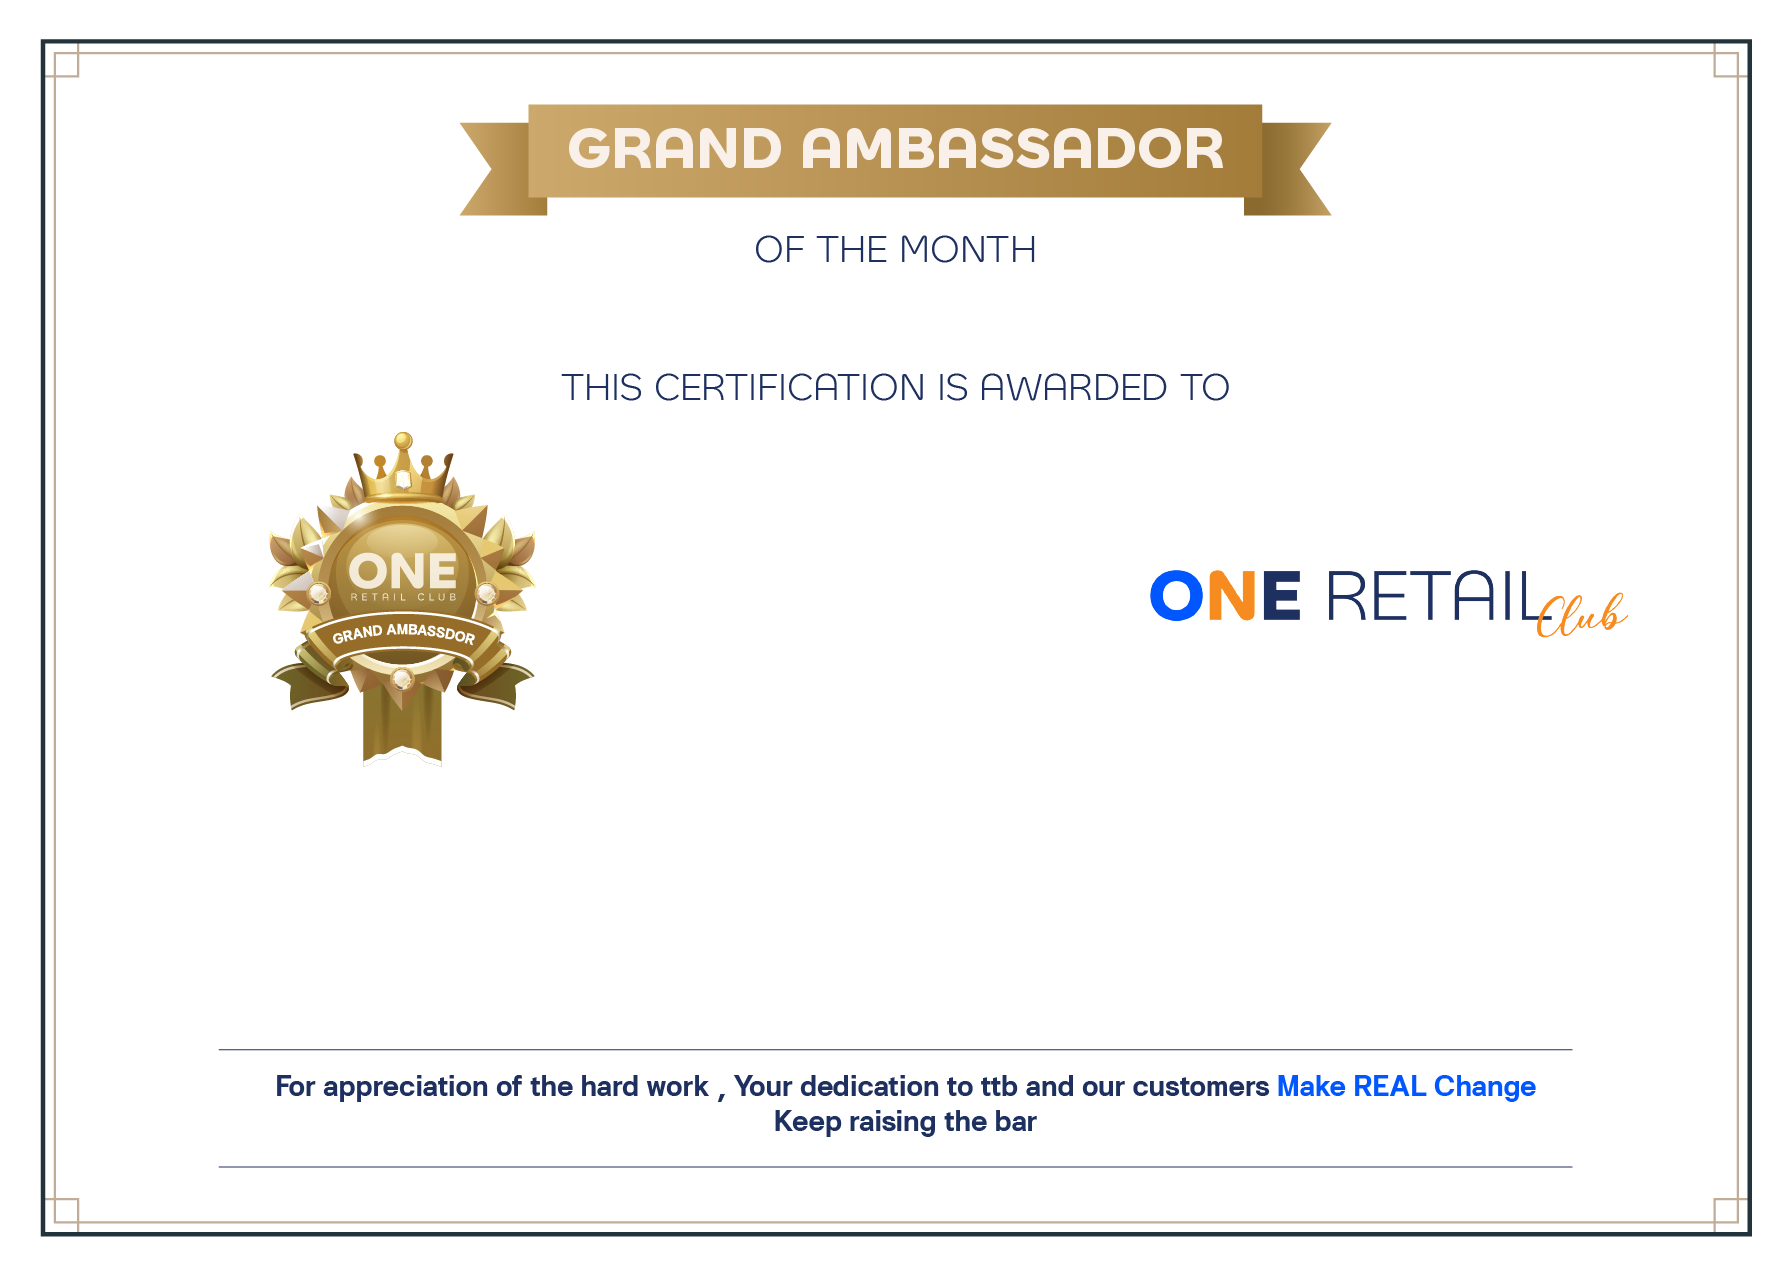 GRAND AMBASSADOR
OF THE MONTH
THIS CERTIFICATION IS AWARDED TO
ONE
RETAIL CLUB
GRAND AMBASSDOR
ONE RETAIL Club
For appreciation of the hard work , Your dedication to ttb and our customers Make REAL Change
Keep raising the bar